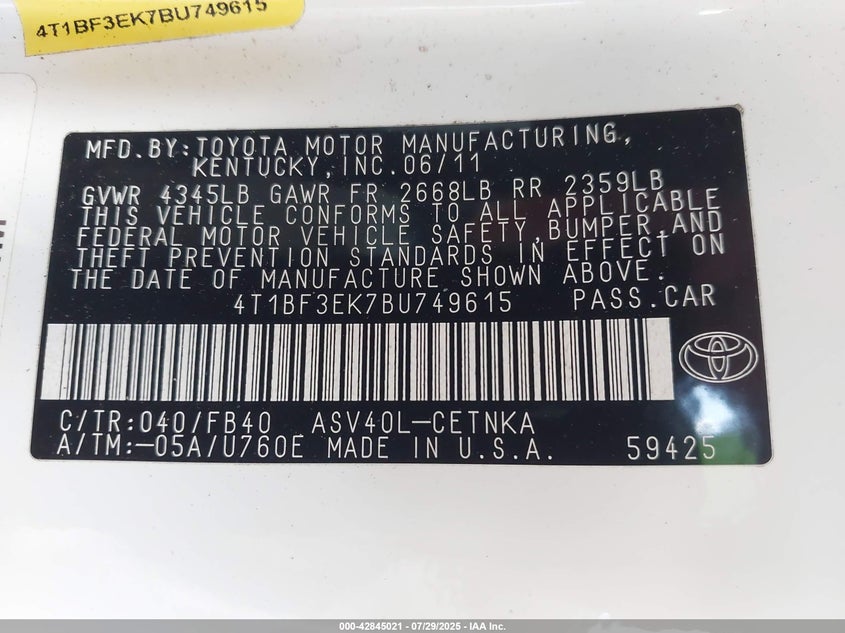 4T1BF3EK7BU749615
MFD.BY:TOYOTA MOTOR MANUFACTURING,
KENTUCKY,INC.06/11
GVWR 4345LB GAWR FR 2668LB RR 2359LB
THIS VEHICLE CONFORMS TO ALL APPLICABLE
FEDERAL MOTOR VEHICLE SAFETY,BUMPER,AND
THEFT PREVENTION STANDARDS IN EFFECT ON
THE DATE OF MANUFACTURE SHOWN ABOVE.
4T1BF3EK7BU749615 PASS.CAR
C/TR:040/FB40 ASV40L-CETNKA
A/TM:-05A/U760E MADE IN U.S.A. 59425
000-42845021 - 07/29/2025 - IAA Inc.